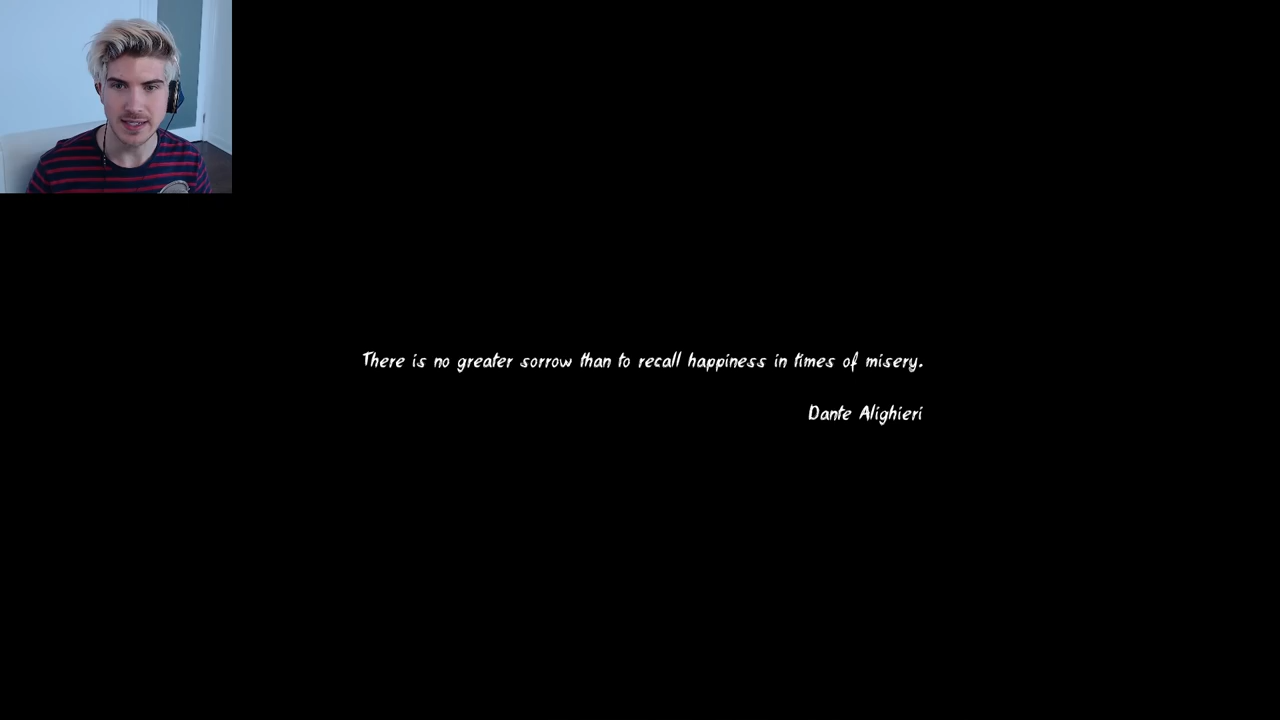 There is no greater sorrow than to recall happiness in times of misery.
Dante Alighieri